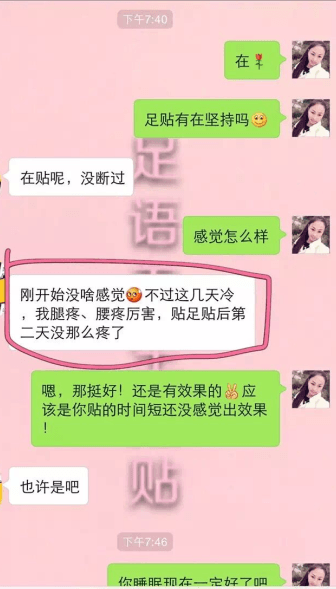 下午7:40
在🌹
足贴有在坚持吗😊
在贴呢，没断过
感觉怎么样
刚开始没啥感觉😰不过这几天冷
，我腿疼、腰疼厉害，贴足贴后第
二天没那么疼了
嗯，那挺好！还是有效果的✌应
该是你贴的时间短还没感觉出效果
！
也许是吧
下午7:46
你睡眠现在一定好了吧
足
语
贴